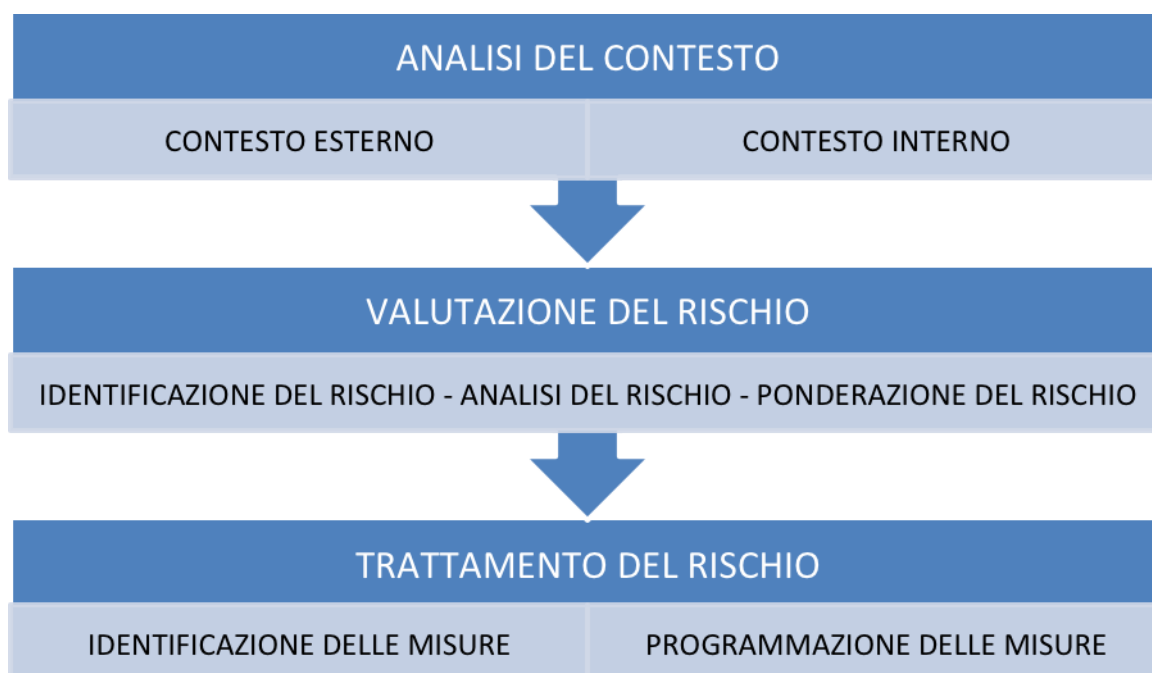 ANALISI DEL CONTESTO
CONTESTO ESTERNO
CONTESTO INTERNO
VALUTAZIONE DEL RISCHIO
IDENTIFICAZIONE DEL RISCHIO - ANALISI DEL RISCHIO - PONDERAZIONE DEL RISCHIO
TRATTAMENTO DEL RISCHIO
IDENTIFICAZIONE DELLE MISURE
PROGRAMMAZIONE DELLE MISURE